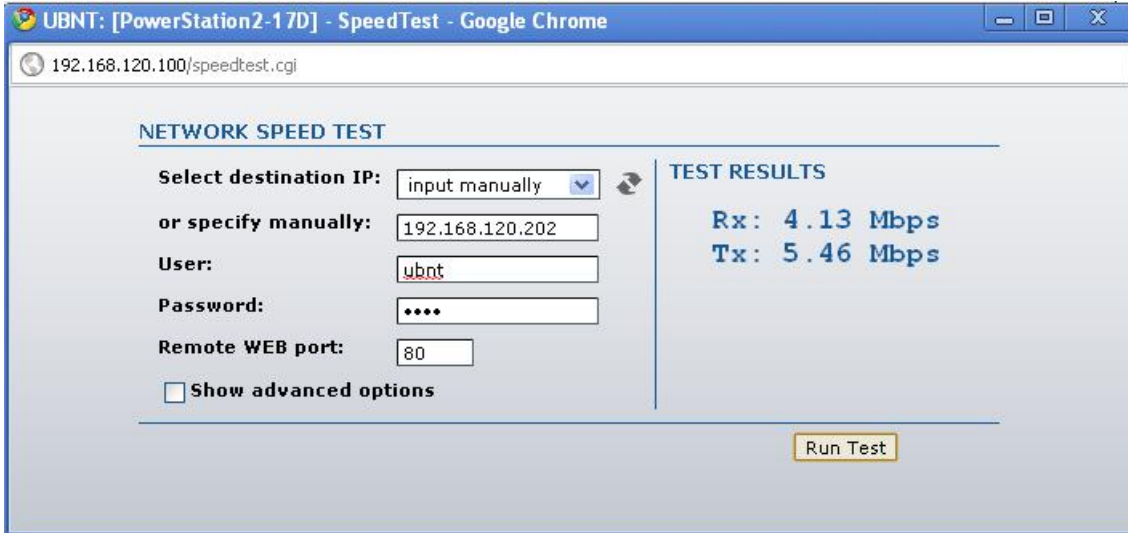 UBNT: [PowerStation2-17D] - SpeedTest - Google Chrome
192.168.120.100/speedtest.cgi
NETWORK SPEED TEST
Select destination IP: input manually
or specify manually: 192.168.120.202
User: ubnt
Password: ••••
Remote WEB port: 80
Show advanced options
TEST RESULTS
Rx: 4.13 Mbps
Tx: 5.46 Mbps
Run Test